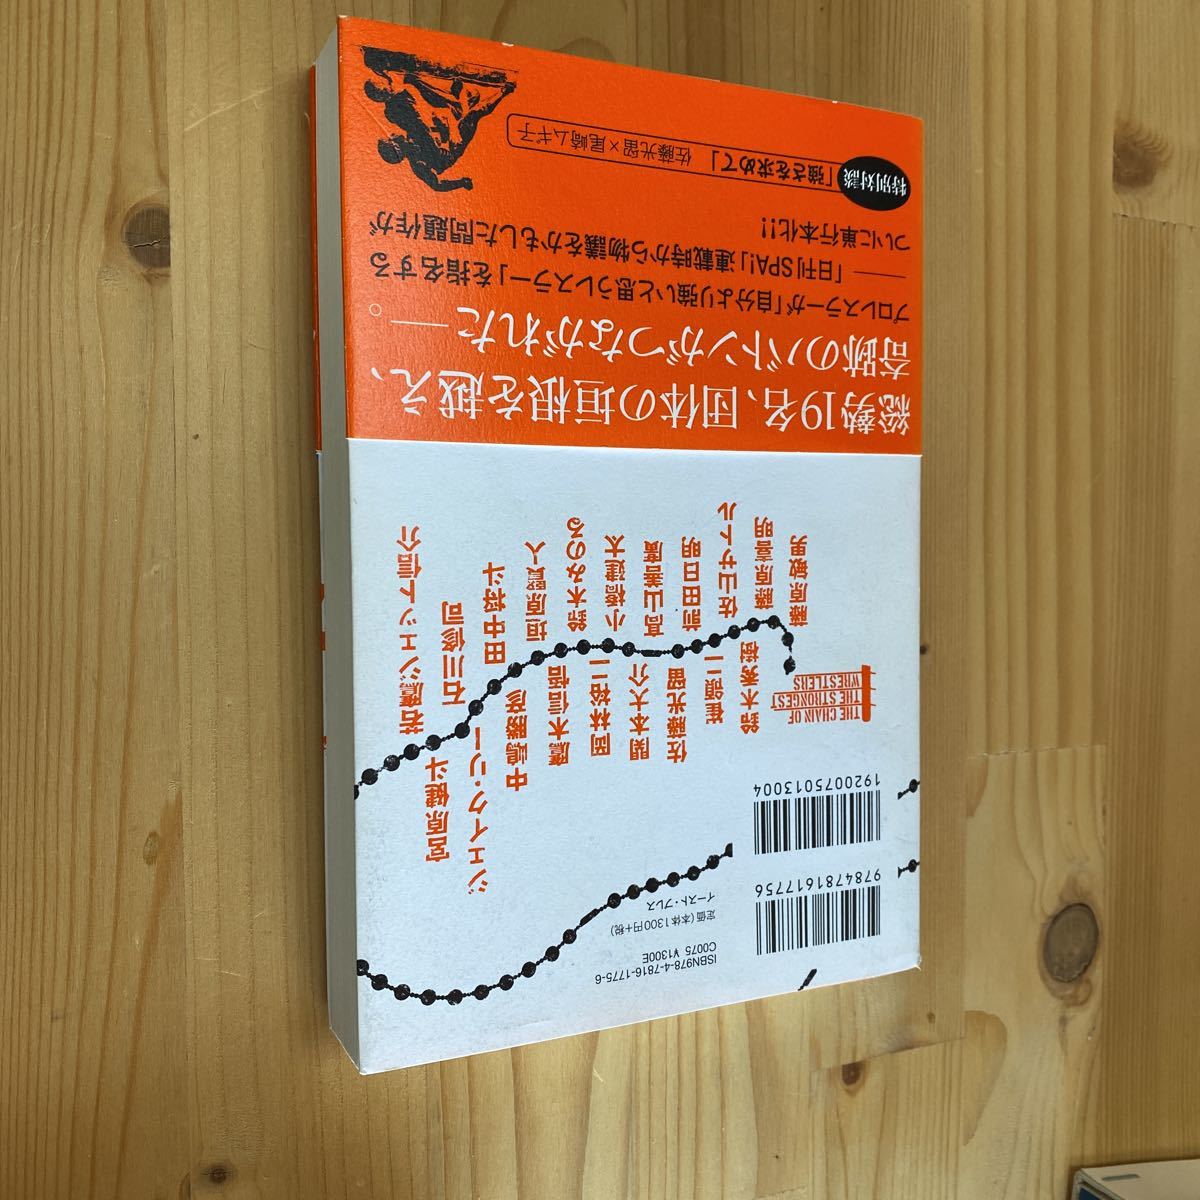 9784781617756
1920075013004
ISBN978-4-7816-1775-6
C0075 ¥1300E
定価(本体1300円+税)
イースト・プレス
THE CHAIN OF
THE STRONGEST
WRESTLERS
宮原健斗
ジェイク・リー
中嶋勝彦
鷹木信悟
岡林裕二
関本大介
佐藤光留
崔領二
鈴木秀樹
若鷹ジェット信介
石川修司
田中将斗
垣原賢人
鈴木みのる
小橋建太
高山善廣
前田日明
佐山サトル
藤原喜明
藤原敏男
総勢19名、団体の垣根を越え、
奇跡のバトンがつながれた——。
プロレスラーが「自分より強いと思うレスラー」を指名する
——「日刊SPA!」連載時から物議をかもした問題作が
ついに単行本化!!
特別対談
「強さを求めて」 佐藤光留×尾崎ムギ子